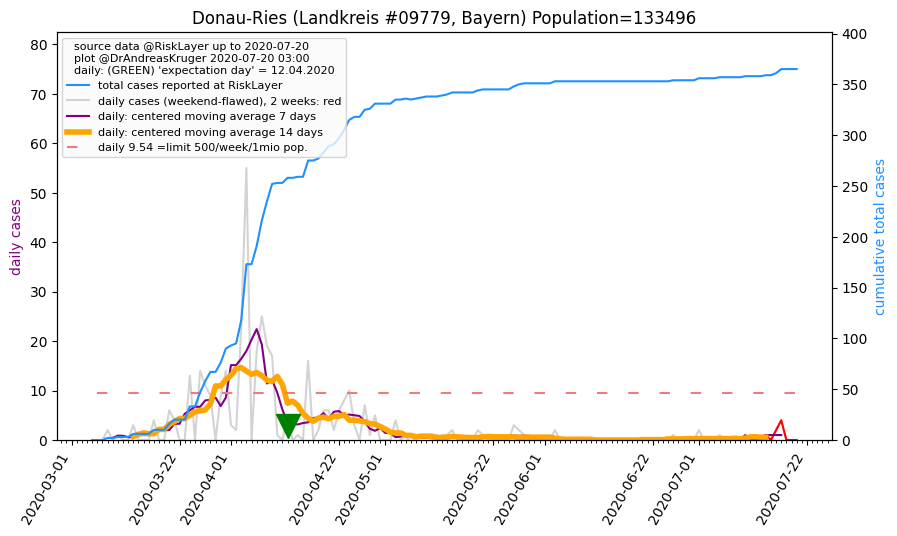 Donau-Ries (Landkreis #09779, Bayern) Population=133496
source data @RiskLayer up to 2020-07-20
plot @DrAndreasKruger 2020-07-20 03:00
daily: (GREEN) 'expectation day' = 12.04.2020
total cases reported at RiskLayer
daily cases (weekend-flawed), 2 weeks: red
daily: centered moving average 7 days
daily: centered moving average 14 days
daily 9.54 =limit 500/week/1mio pop.
daily cases
80
70
60
50
40
30
20
10
0
cumulative total cases
400
350
300
250
200
150
100
50
0
2020-03-01
2020-03-22
2020-04-01
2020-04-22
2020-05-01
2020-05-22
2020-06-01
2020-06-22
2020-07-01
2020-07-22